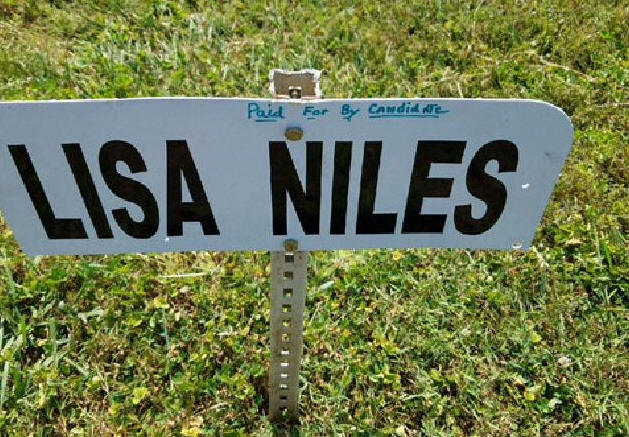 Paid For By Candidate
LISA NILES